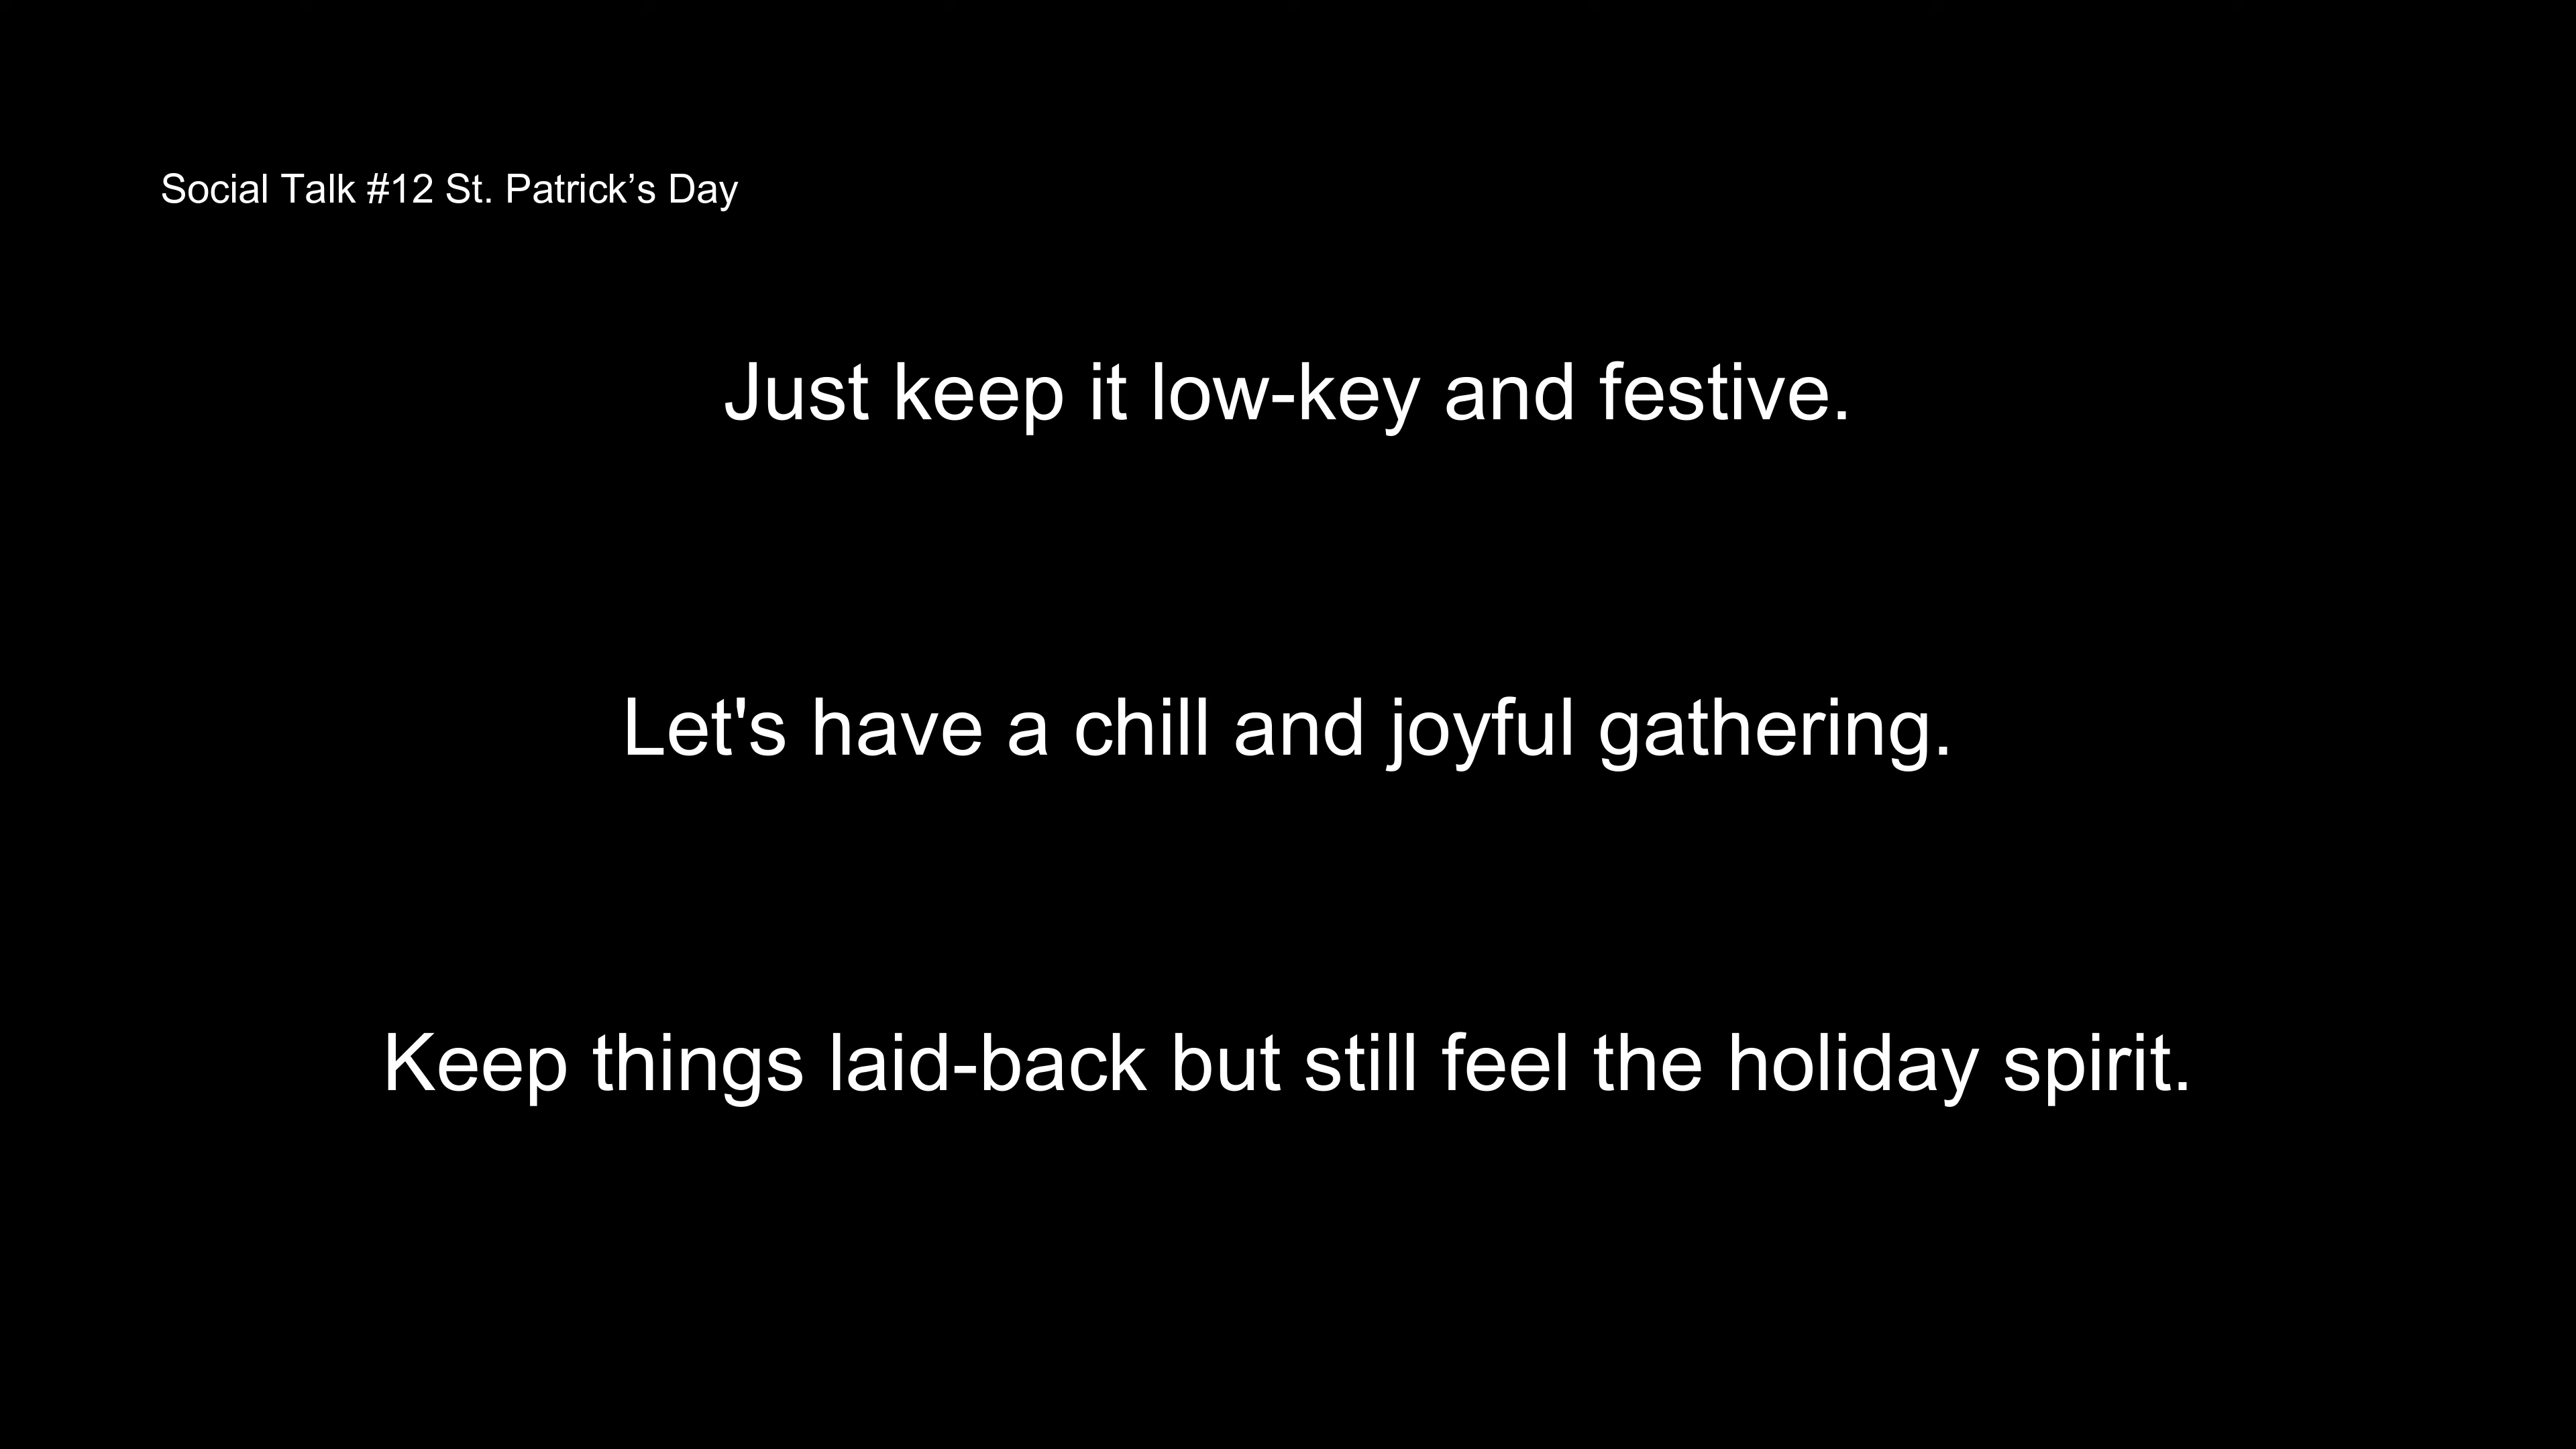 Social Talk #12 St. Patrick’s Day
Just keep it low-key and festive.
Let's have a chill and joyful gathering.
Keep things laid-back but still feel the holiday spirit.